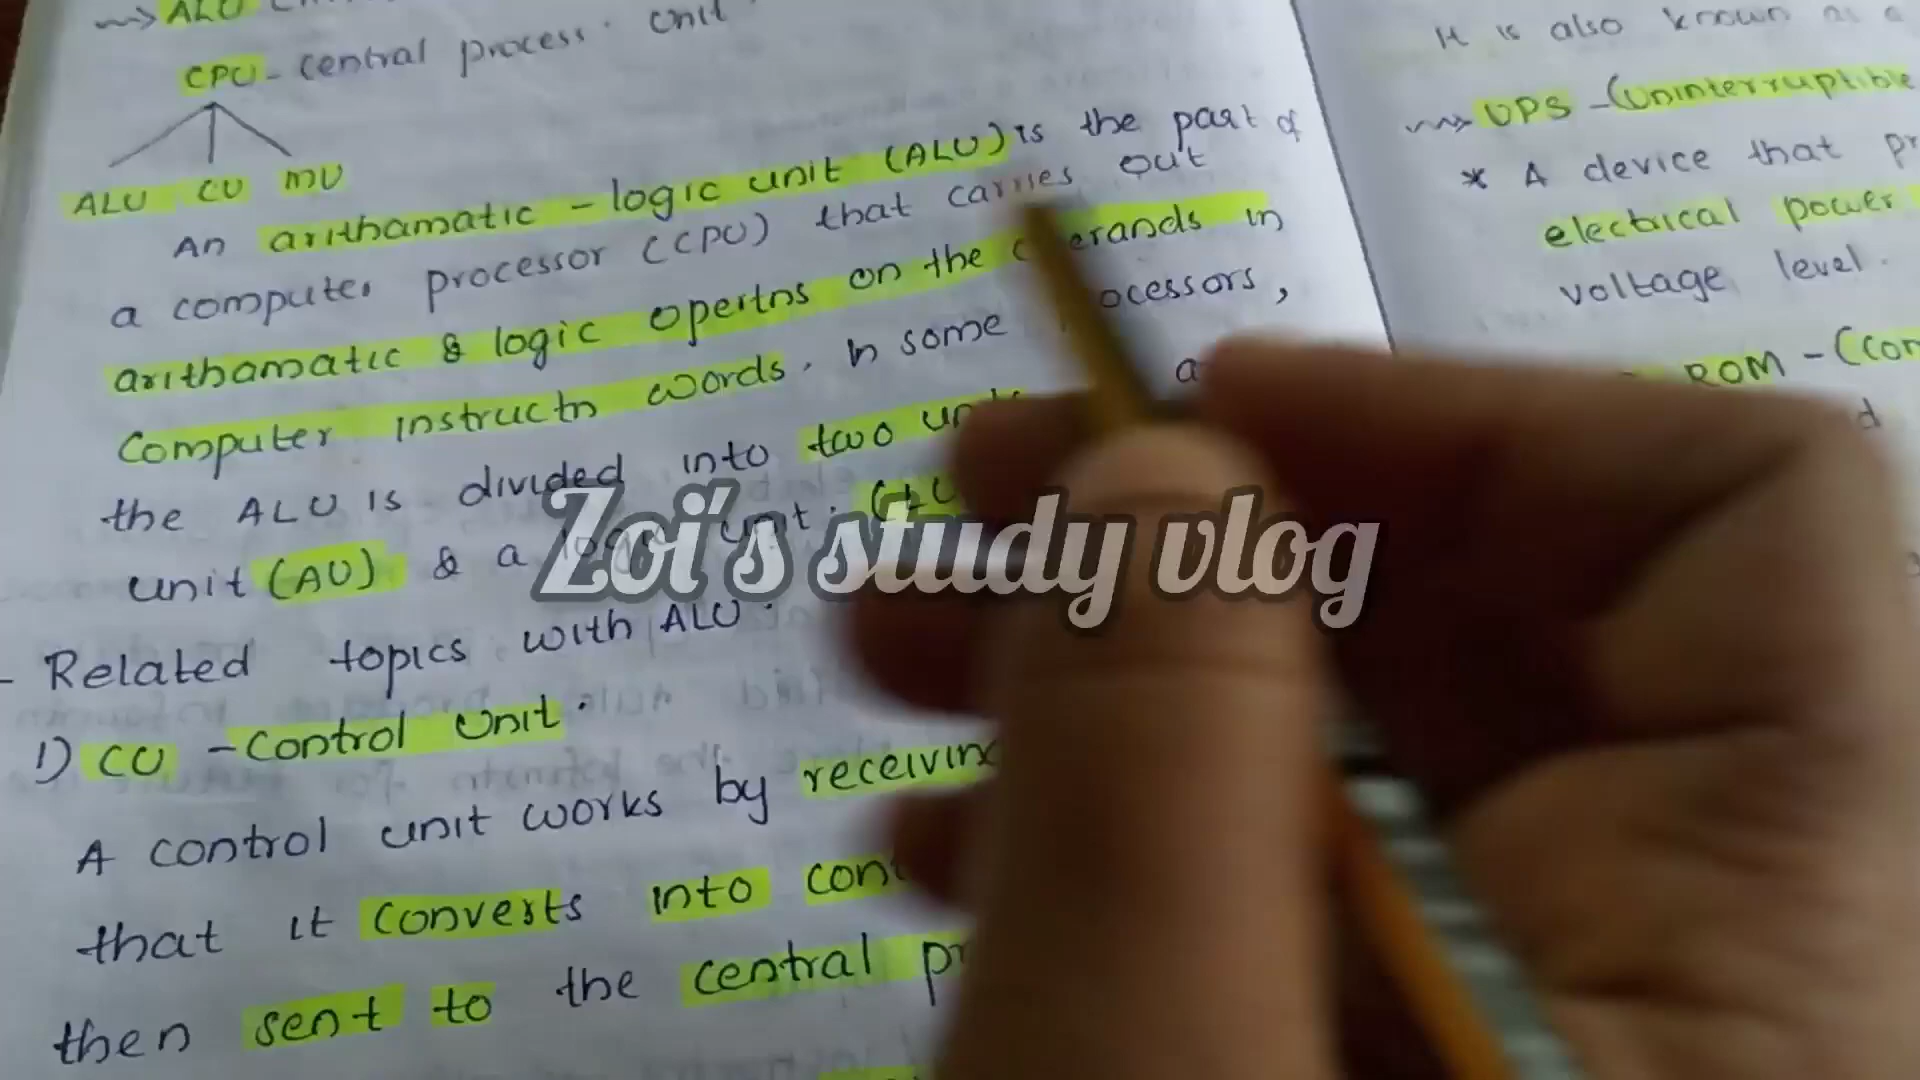 ALU
CPU - Central process. Unit
ALU CU MU
An arithamatic - logic unit (ALU) is the part of
a computer processor (CPU) that carries out
arithamatic & logic opertns on the in
Computer instructn words. In some
the ALU is divided into two
unit (AU) & a unit.
- Related topics with ALU.
1) CU - Control Unit.
A control unit works by
that it converts into
then sent to the central
It is also known as a
UPS - (Uninterruptible
* A device that
electrical power
voltage level.
ROM - (
Zoi's study vlog